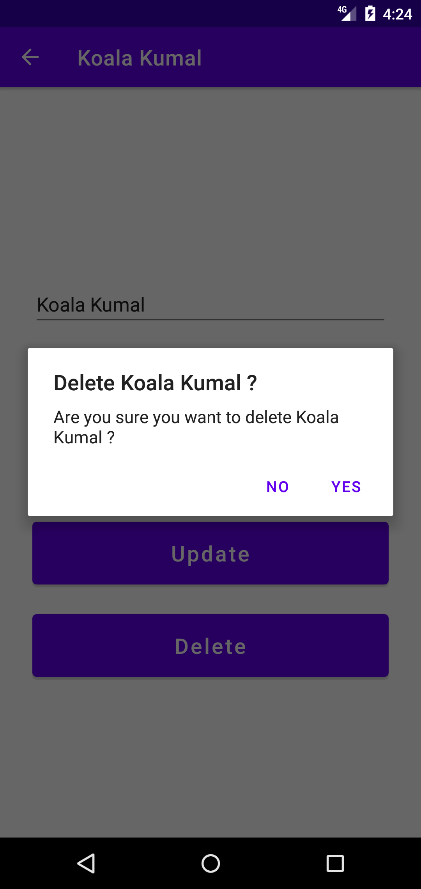 4G 4:24
Koala Kumal
Koala Kumal
Delete Koala Kumal ?
Are you sure you want to delete Koala
Kumal ?
NO YES
Update
Delete